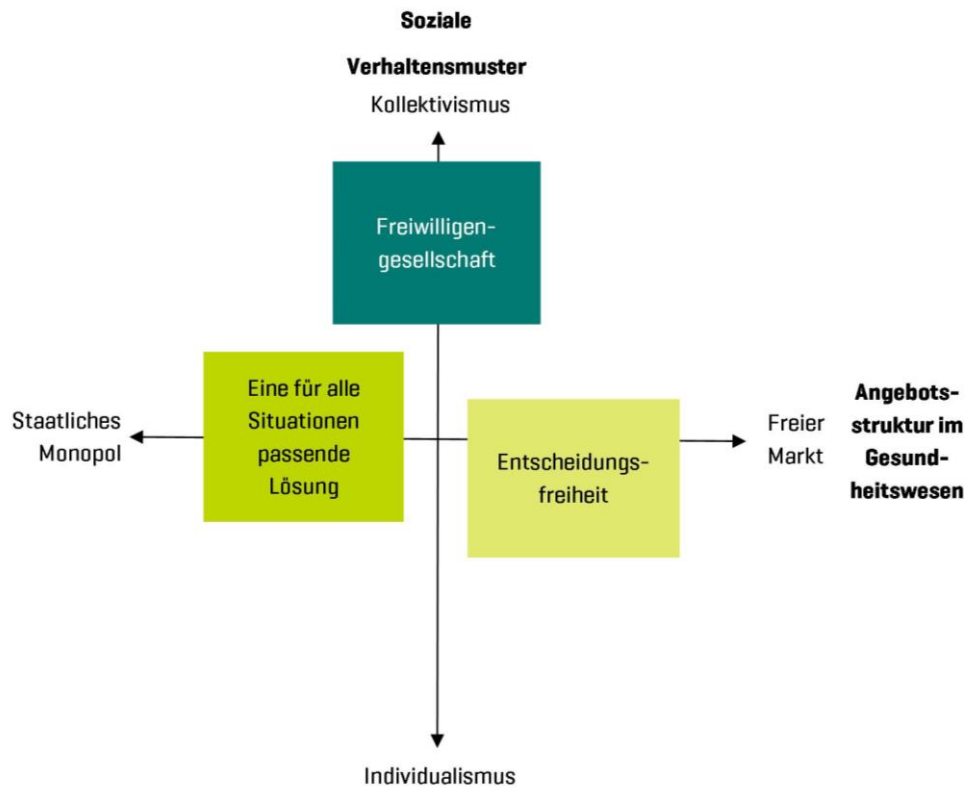 Soziale
Verhaltensmuster
Kollektivismus
Freiwilligen-
gesellschaft
Eine für alle
Situationen
passende
Lösung
Staatliches
Monopol
Entscheidungs-
freiheit
Freier
Markt
Angebots-
struktur im
Gesund-
heitswesen
Individualismus